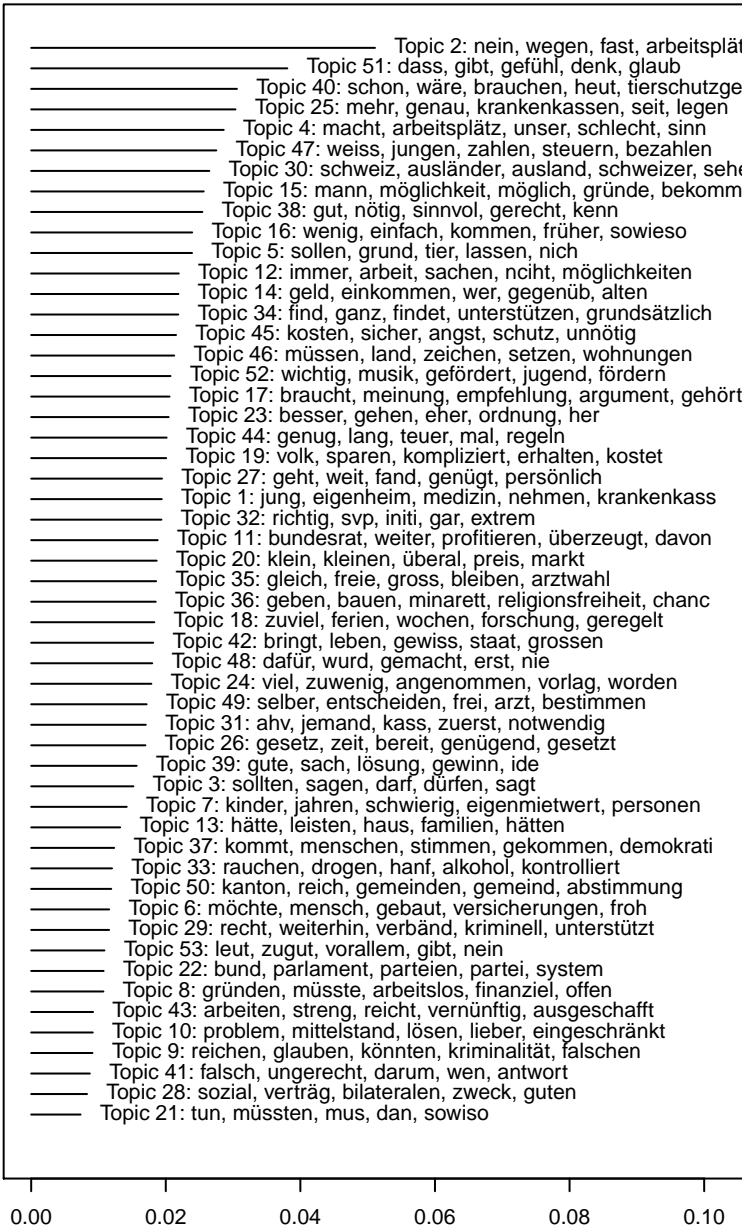 Topic 2: nein, wegen, fast, arbeitsplät
Topic 51: dass, gibt, gefühl, denk, glaub
Topic 40: schon, wäre, brauchen, heut, tierschutzge
Topic 25: mehr, genau, krankenkassen, seit, legen
Topic 4: macht, arbeitsplätz, unser, schlecht, sinn
Topic 47: weiss, jungen, zahlen, steuern, bezahlen
Topic 30: schweiz, ausländer, ausland, schweizer, sehe
Topic 15: mann, möglichkeit, möglich, gründe, bekomm
Topic 38: gut, nötig, sinnvol, gerecht, kenn
Topic 16: wenig, einfach, kommen, früher, sowieso
Topic 5: sollen, grund, tier, lassen, nich
Topic 12: immer, arbeit, sachen, nciht, möglichkeiten
Topic 14: geld, einkommen, wer, gegenüb, alten
Topic 34: find, ganz, findet, unterstützen, grundsätzlich
Topic 45: kosten, sicher, angst, schutz, unnötig
Topic 46: müssen, land, zeichen, setzen, wohnungen
Topic 52: wichtig, musik, gefördert, jugend, fördern
Topic 17: braucht, meinung, empfehlung, argument, gehört
Topic 23: besser, gehen, eher, ordnung, her
Topic 44: genug, lang, teuer, mal, regeln
Topic 19: volk, sparen, kompliziert, erhalten, kostet
Topic 27: geht, weit, fand, genügt, persönlich
Topic 1: jung, eigenheim, medizin, nehmen, krankenkass
Topic 32: richtig, svp, initi, gar, extrem
Topic 11: bundesrat, weiter, profitieren, überzeugt, davon
Topic 20: klein, kleinen, überal, preis, markt
Topic 35: gleich, freie, gross, bleiben, arztwahl
Topic 36: geben, bauen, minarett, religionsfreiheit, chanc
Topic 18: zuviel, ferien, wochen, forschung, geregelt
Topic 42: bringt, leben, gewiss, staat, grossen
Topic 48: dafür, wurd, gemacht, erst, nie
Topic 24: viel, zuwenig, angenommen, vorlag, worden
Topic 49: selber, entscheiden, frei, arzt, bestimmen
Topic 31: ahv, jemand, kass, zuerst, notwendig
Topic 26: gesetz, zeit, bereit, genügend, gesetzt
Topic 39: gute, sach, lösung, gewinn, ide
Topic 3: sollten, sagen, darf, dürfen, sagt
Topic 7: kinder, jahren, schwierig, eigenmietwert, personen
Topic 13: hätte, leisten, haus, familien, hätten
Topic 37: kommt, menschen, stimmen, gekommen, demokrati
Topic 33: rauchen, drogen, hanf, alkohol, kontrolliert
Topic 50: kanton, reich, gemeinden, gemeind, abstimmung
Topic 6: möchte, mensch, gebaut, versicherungen, froh
Topic 29: recht, weiterhin, verbänd, kriminell, unterstützt
Topic 53: leut, zugut, vorallem, gibt, nein
Topic 22: bund, parlament, parteien, partei, system
Topic 8: gründen, müsste, arbeitslos, finanziel, offen
Topic 43: arbeiten, streng, reicht, vernünftig, ausgeschafft
Topic 10: problem, mittelstand, lösen, lieber, eingeschränkt
Topic 9: reichen, glauben, könnten, kriminalität, falschen
Topic 41: falsch, ungerecht, darum, wen, antwort
Topic 28: sozial, verträg, bilateralen, zweck, guten
Topic 21: tun, müssten, mus, dan, sowiso
0.00 0.02 0.04 0.06 0.08 0.10